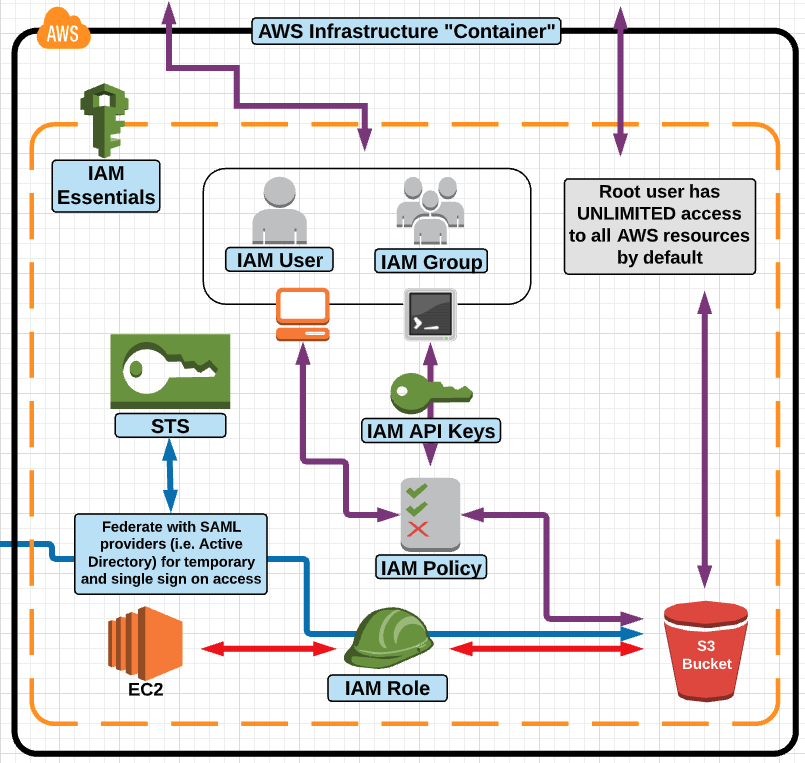 AWS
AWS Infrastructure "Container"
IAM
Essentials
IAM User
IAM Group
Root user has
UNLIMITED access
to all AWS resources
by default
>_
STS
IAM API Keys
Federate with SAML
providers (i.e. Active
Directory) for temporary
and single sign on access
IAM Policy
EC2
IAM Role
S3
Bucket